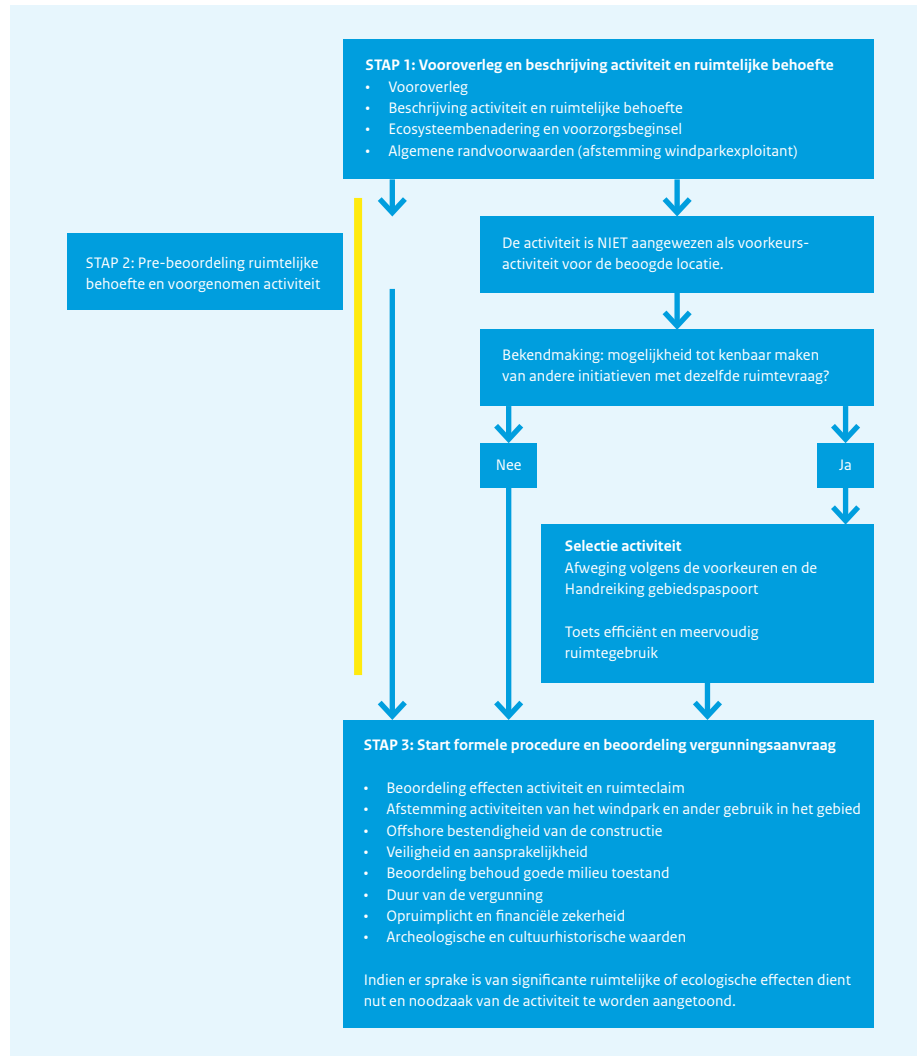 STAP 1: Vooroverleg en beschrijving activiteit en ruimtelijke behoefte
• Vooroverleg
• Beschrijving activiteit en ruimtelijke behoefte
• Ecosysteembenadering en voorzorgsbeginsel
• Algemene randvoorwaarden (afstemming windparkexploitant)
STAP 2: Pre-beoordeling ruimtelijke
behoefte en voorgenomen activiteit
De activiteit is NIET aangewezen als voorkeurs-
activiteit voor de beoogde locatie.
Bekendmaking: mogelijkheid tot kenbaar maken
van andere initiatieven met dezelfde ruimtevraag?
Nee
Ja
Selectie activiteit
Afweging volgens de voorkeuren en de
Handreiking gebiedspaspoort
Toets efficiënt en meervoudig
ruimtegebruik
STAP 3: Start formele procedure en beoordeling vergunningsaanvraag
• Beoordeling effecten activiteit en ruimteclaim
• Afstemming activiteiten van het windpark en ander gebruik in het gebied
• Offshore bestendigheid van de constructie
• Veiligheid en aansprakelijkheid
• Beoordeling behoud goede milieu toestand
• Duur van de vergunning
• Opruimplicht en financiële zekerheid
• Archeologische en cultuurhistorische waarden
Indien er sprake is van significante ruimtelijke of ecologische effecten dient
nut en noodzaak van de activiteit te worden aangetoond.